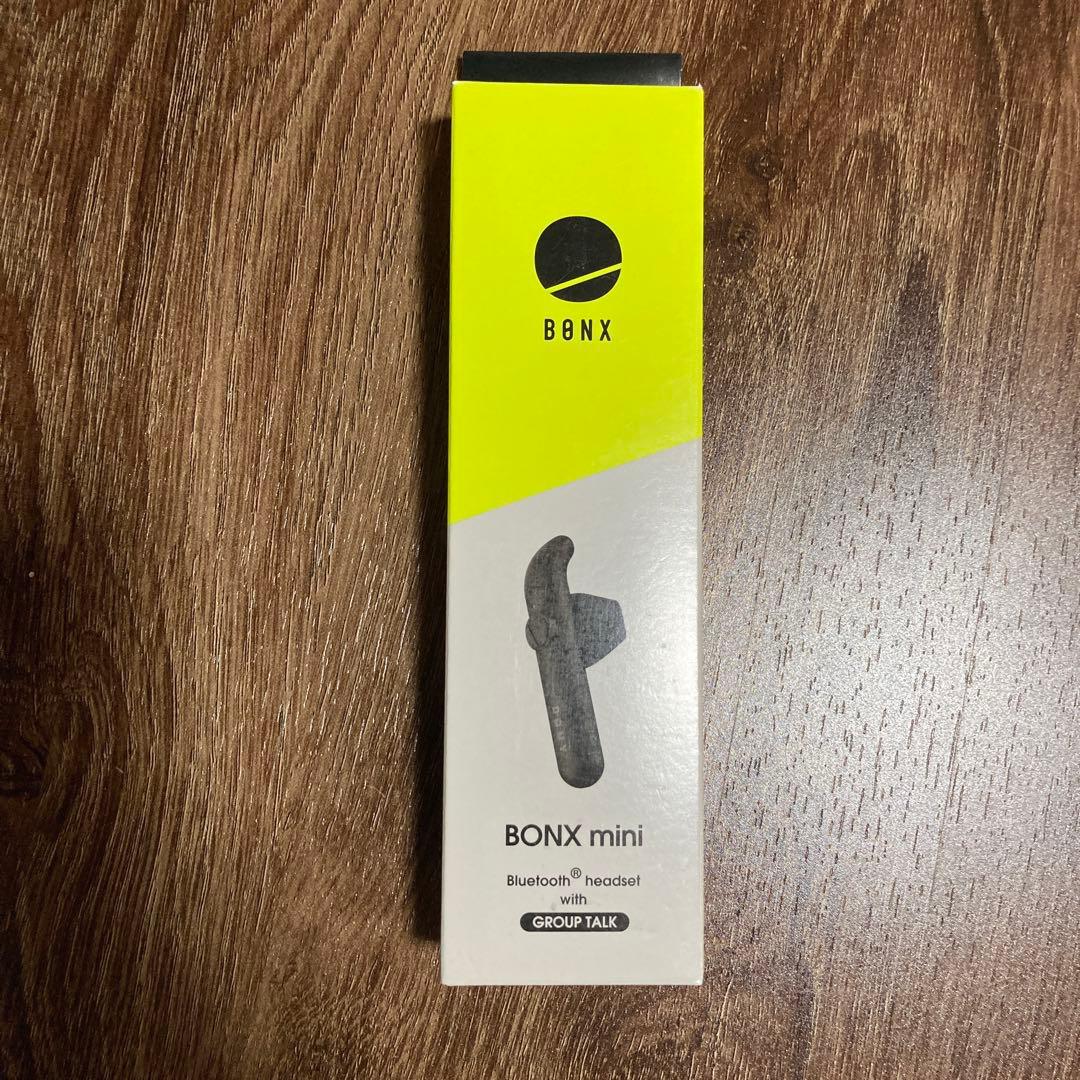 BONX
BONX mini
Bluetooth® headset
with
GROUP TALK